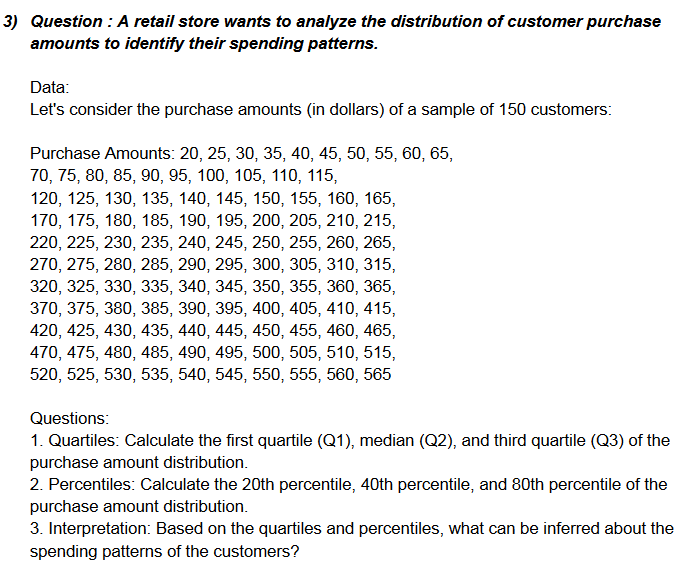 3) Question : A retail store wants to analyze the distribution of customer purchase
amounts to identify their spending patterns.
Data:
Let's consider the purchase amounts (in dollars) of a sample of 150 customers:
Purchase Amounts: 20, 25, 30, 35, 40, 45, 50, 55, 60, 65,
70, 75, 80, 85, 90, 95, 100, 105, 110, 115,
120, 125, 130, 135, 140, 145, 150, 155, 160, 165,
170, 175, 180, 185, 190, 195, 200, 205, 210, 215,
220, 225, 230, 235, 240, 245, 250, 255, 260, 265,
270, 275, 280, 285, 290, 295, 300, 305, 310, 315,
320, 325, 330, 335, 340, 345, 350, 355, 360, 365,
370, 375, 380, 385, 390, 395, 400, 405, 410, 415,
420, 425, 430, 435, 440, 445, 450, 455, 460, 465,
470, 475, 480, 485, 490, 495, 500, 505, 510, 515,
520, 525, 530, 535, 540, 545, 550, 555, 560, 565
Questions:
1. Quartiles: Calculate the first quartile (Q1), median (Q2), and third quartile (Q3) of the
purchase amount distribution.
2. Percentiles: Calculate the 20th percentile, 40th percentile, and 80th percentile of the
purchase amount distribution.
3. Interpretation: Based on the quartiles and percentiles, what can be inferred about the
spending patterns of the customers?